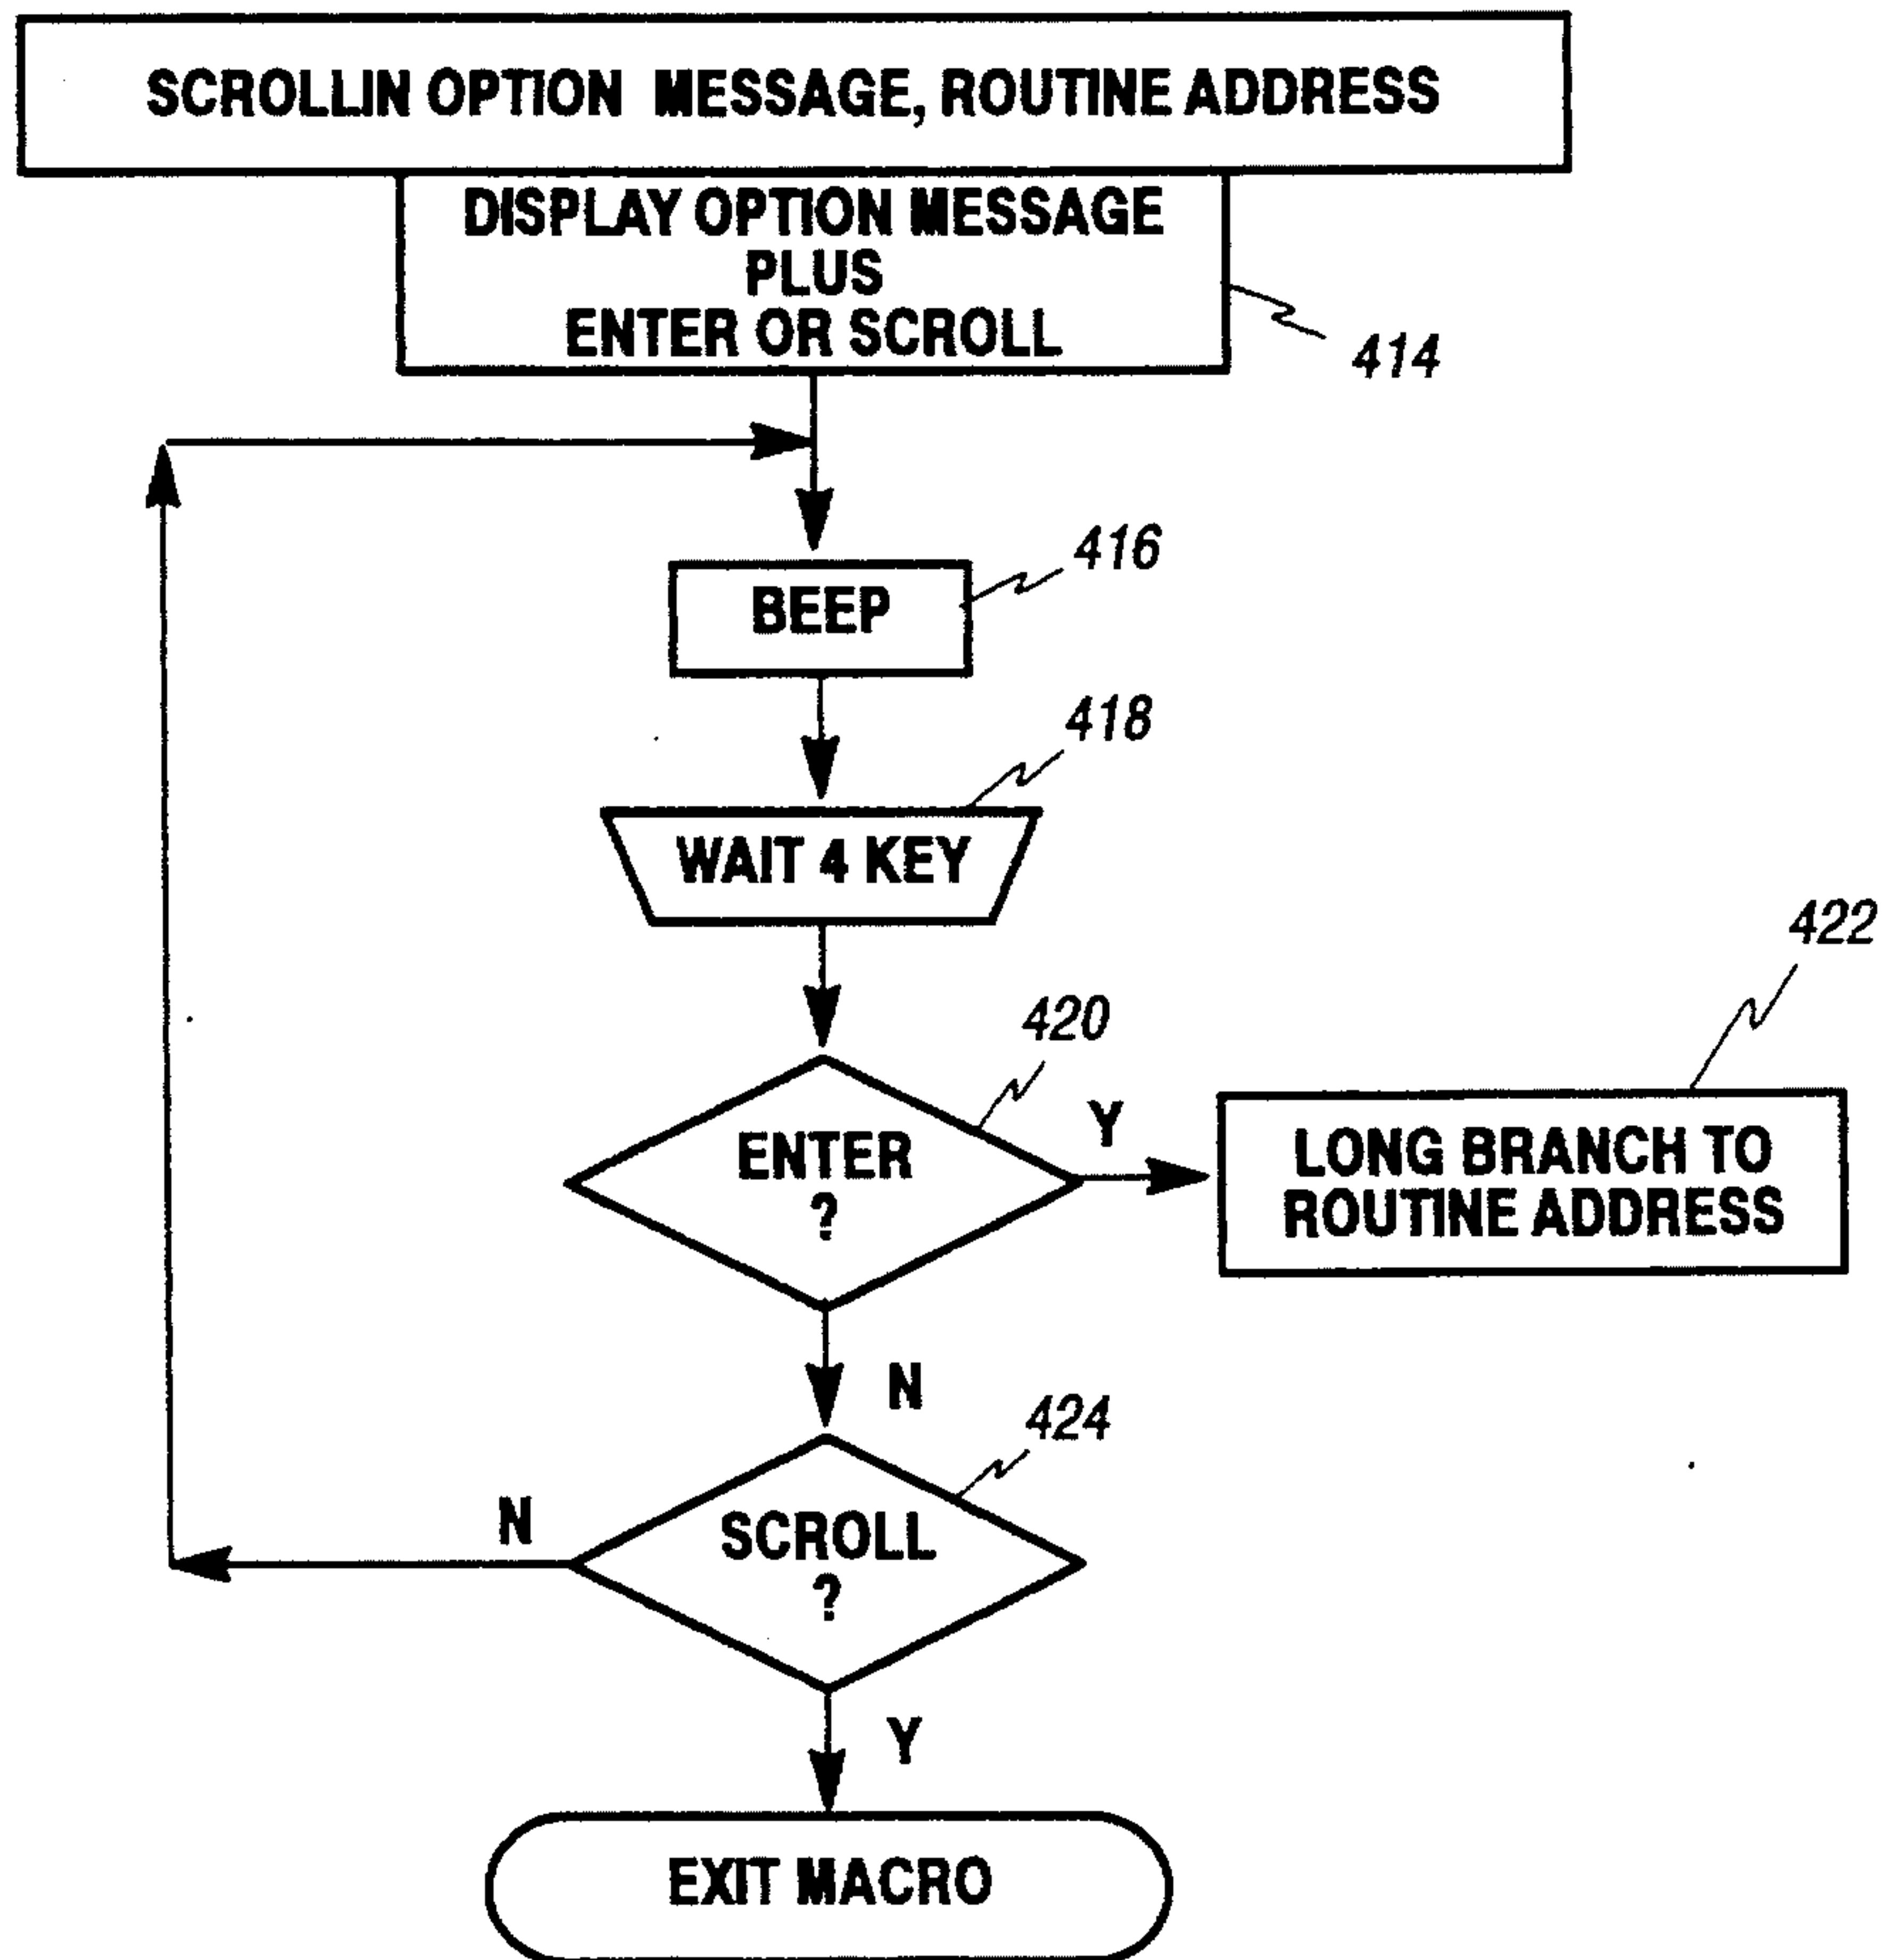 SCROLLIN OPTION MESSAGE, ROUTINE ADDRESS
DISPLAY OPTION MESSAGE
PLUS
ENTER OR SCROLL
414
BEEP
416
WAIT 4 KEY
418
ENTER
?
420
Y
LONG BRANCH TO
ROUTINE ADDRESS
422
N
SCROLL
?
424
N
Y
EXIT MACRO